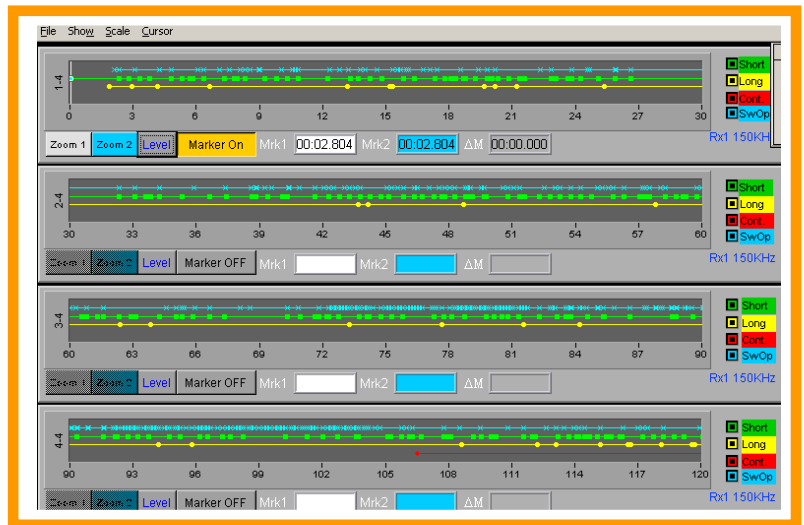 File Show Scale Cursor
1-4
0 3 6 9 12 15 18 21 24 27 30
Short
Long
Cont.
SwOp
Zoom 1 Zoom 2 Level Marker On Mrk1 00:02.804 Mrk2 00:02.804 ΔM 00:00.000
Rx1 150KH
2-4
30 33 36 39 42 45 48 51 54 57 60
Short
Long
Cont.
SwOp
Zoom 1 Zoom 2 Level Marker OFF Mrk1 Mrk2 ΔM
Rx1 150KHz
3-4
60 63 66 69 72 75 78 81 84 87 90
Short
Long
Cont.
SwOp
Zoom 1 Zoom 2 Level Marker OFF Mrk1 Mrk2 ΔM
Rx1 150KHz
4-4
90 93 96 99 102 105 108 111 114 117 120
Short
Long
Cont.
SwOp
Zoom 1 Zoom 2 Level Marker OFF Mrk1 Mrk2 ΔM
Rx1 150KHz